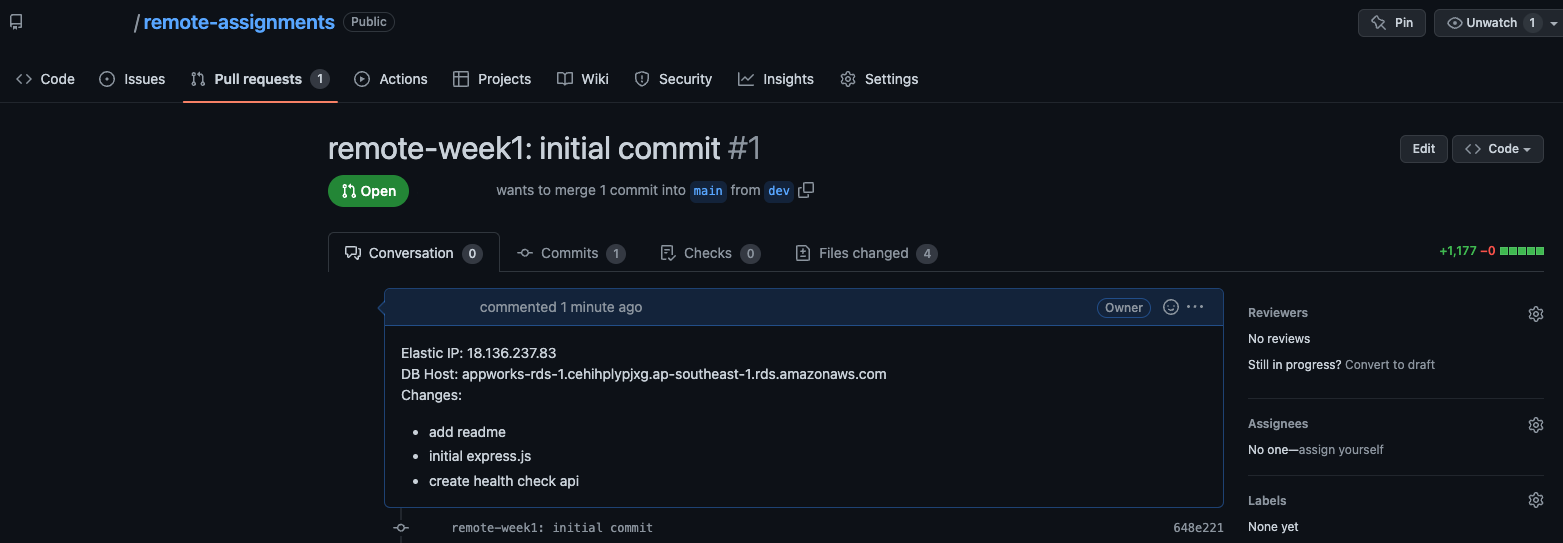 /remote-assignments Public Pin Unwatch 1
Code Issues Pull requests 1 Actions Projects Wiki Security Insights Settings
remote-week1: initial commit #1
Edit Code
Open wants to merge 1 commit into main from dev
Conversation 0 Commits 1 Checks 0 Files changed 4 +1,177 −0
commented 1 minute ago Owner
Elastic IP: 18.136.237.83
DB Host: appworks-rds-1.cehihplypjxg.ap-southeast-1.rds.amazonaws.com
Changes:
• add readme
• initial express.js
• create health check api
remote-week1: initial commit 648e221
Reviewers
No reviews
Still in progress? Convert to draft
Assignees
No one—assign yourself
Labels
None yet